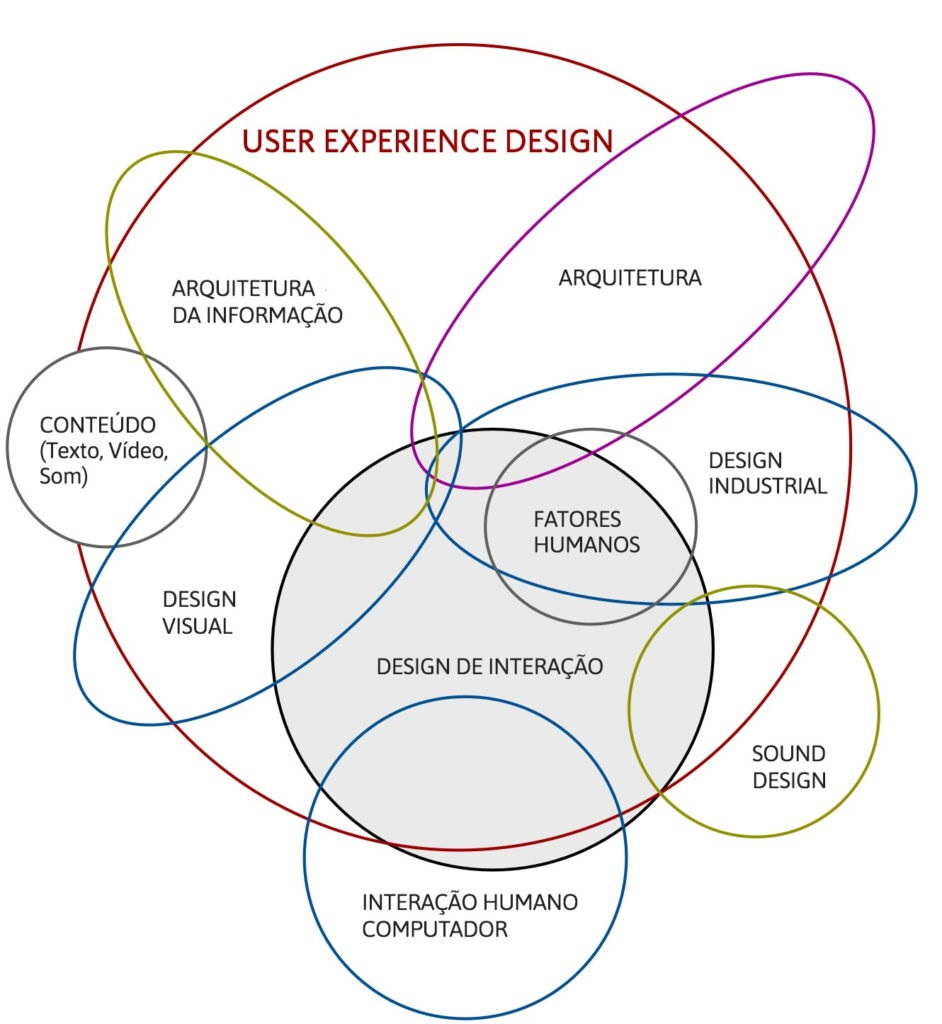 USER EXPERIENCE DESIGN
ARQUITETURA
DA INFORMAÇÃO
ARQUITETURA
CONTEÚDO
(Texto, Vídeo,
Som)
DESIGN
INDUSTRIAL
FATORES
HUMANOS
DESIGN
VISUAL
DESIGN DE INTERAÇÃO
SOUND
DESIGN
INTERAÇÃO HUMANO
COMPUTADOR